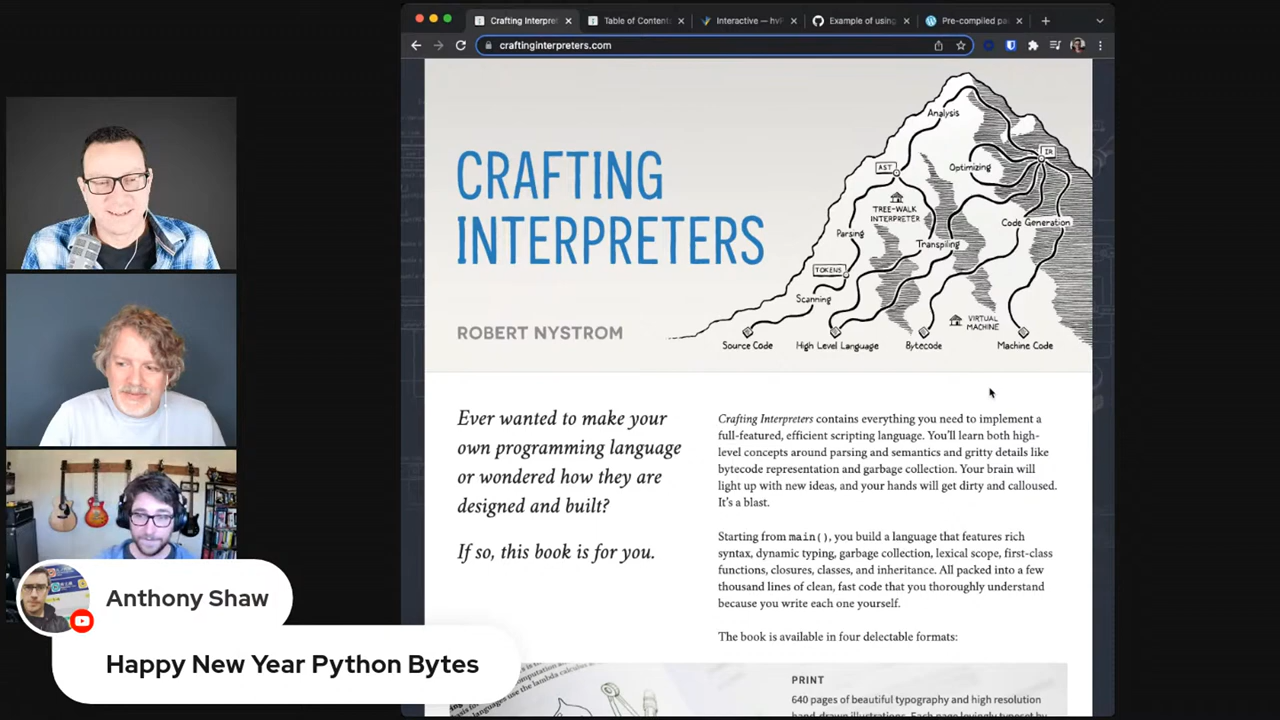 Crafting Interpre
Table of Content
Interactive — hvP
Example of using
Pre-compiled pa
craftinginterpreters.com
CRAFTING
INTERPRETERS
ROBERT NYSTROM
Analysis
IR
AST
Optimizing
TREE-WALK
INTERPRETER
Code Generation
Parsing
Transpiling
TOKENS
Scanning
VIRTUAL
MACHINE
Source Code
High Level Language
Bytecode
Machine Code
Ever wanted to make your
own programming language
or wondered how they are
designed and built?
If so, this book is for you.
Crafting Interpreters contains everything you need to implement a
full-featured, efficient scripting language. You’ll learn both high-
level concepts around parsing and semantics and gritty details like
bytecode representation and garbage collection. Your brain will
light up with new ideas, and your hands will get dirty and calloused.
It’s a blast.
Starting from main(), you build a language that features rich
syntax, dynamic typing, garbage collection, lexical scope, first-class
functions, closures, classes, and inheritance. All packed into a few
thousand lines of clean, fast code that you thoroughly understand
because you write each one yourself.
The book is available in four delectable formats:
PRINT
640 pages of beautiful typography and high resolution
Anthony Shaw
Happy New Year Python Bytes